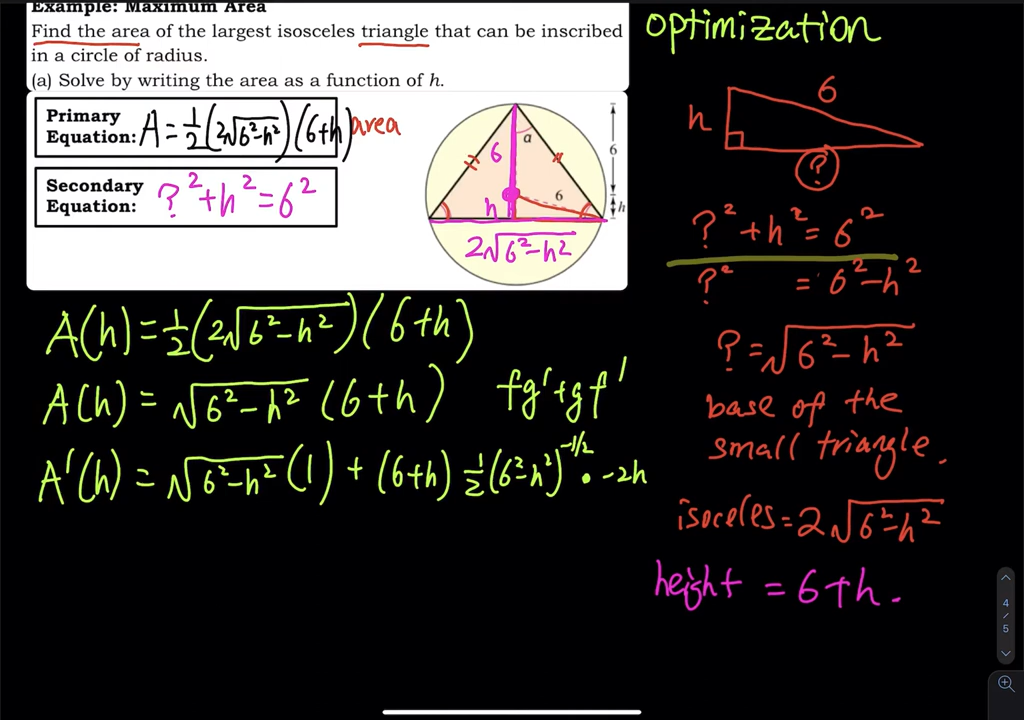 Example: Maximum Area
Find the area of the largest isosceles triangle that can be inscribed
in a circle of radius.
(a) Solve by writing the area as a function of h.
Primary
Equation: A = 1/2 (2√(6²-h²)) (6+h) area
Secondary
Equation: ?² + h² = 6²
α
6
6
6
h
h
2√(6²-h²)
A(h) = 1/2 (2√(6²-h²)) (6+h)
A(h) = √(6²-h²) (6+h) fg'+gf'
A'(h) = √(6²-h²) (1) + (6+h) 1/2 (6²-h²)^(-1/2) • -2h
optimization
6
h
?
?² + h² = 6²
?² = 6²-h²
? = √(6²-h²)
base of the
small triangle.
isoceles = 2√(6²-h²)
height = 6+h.
4
/
5